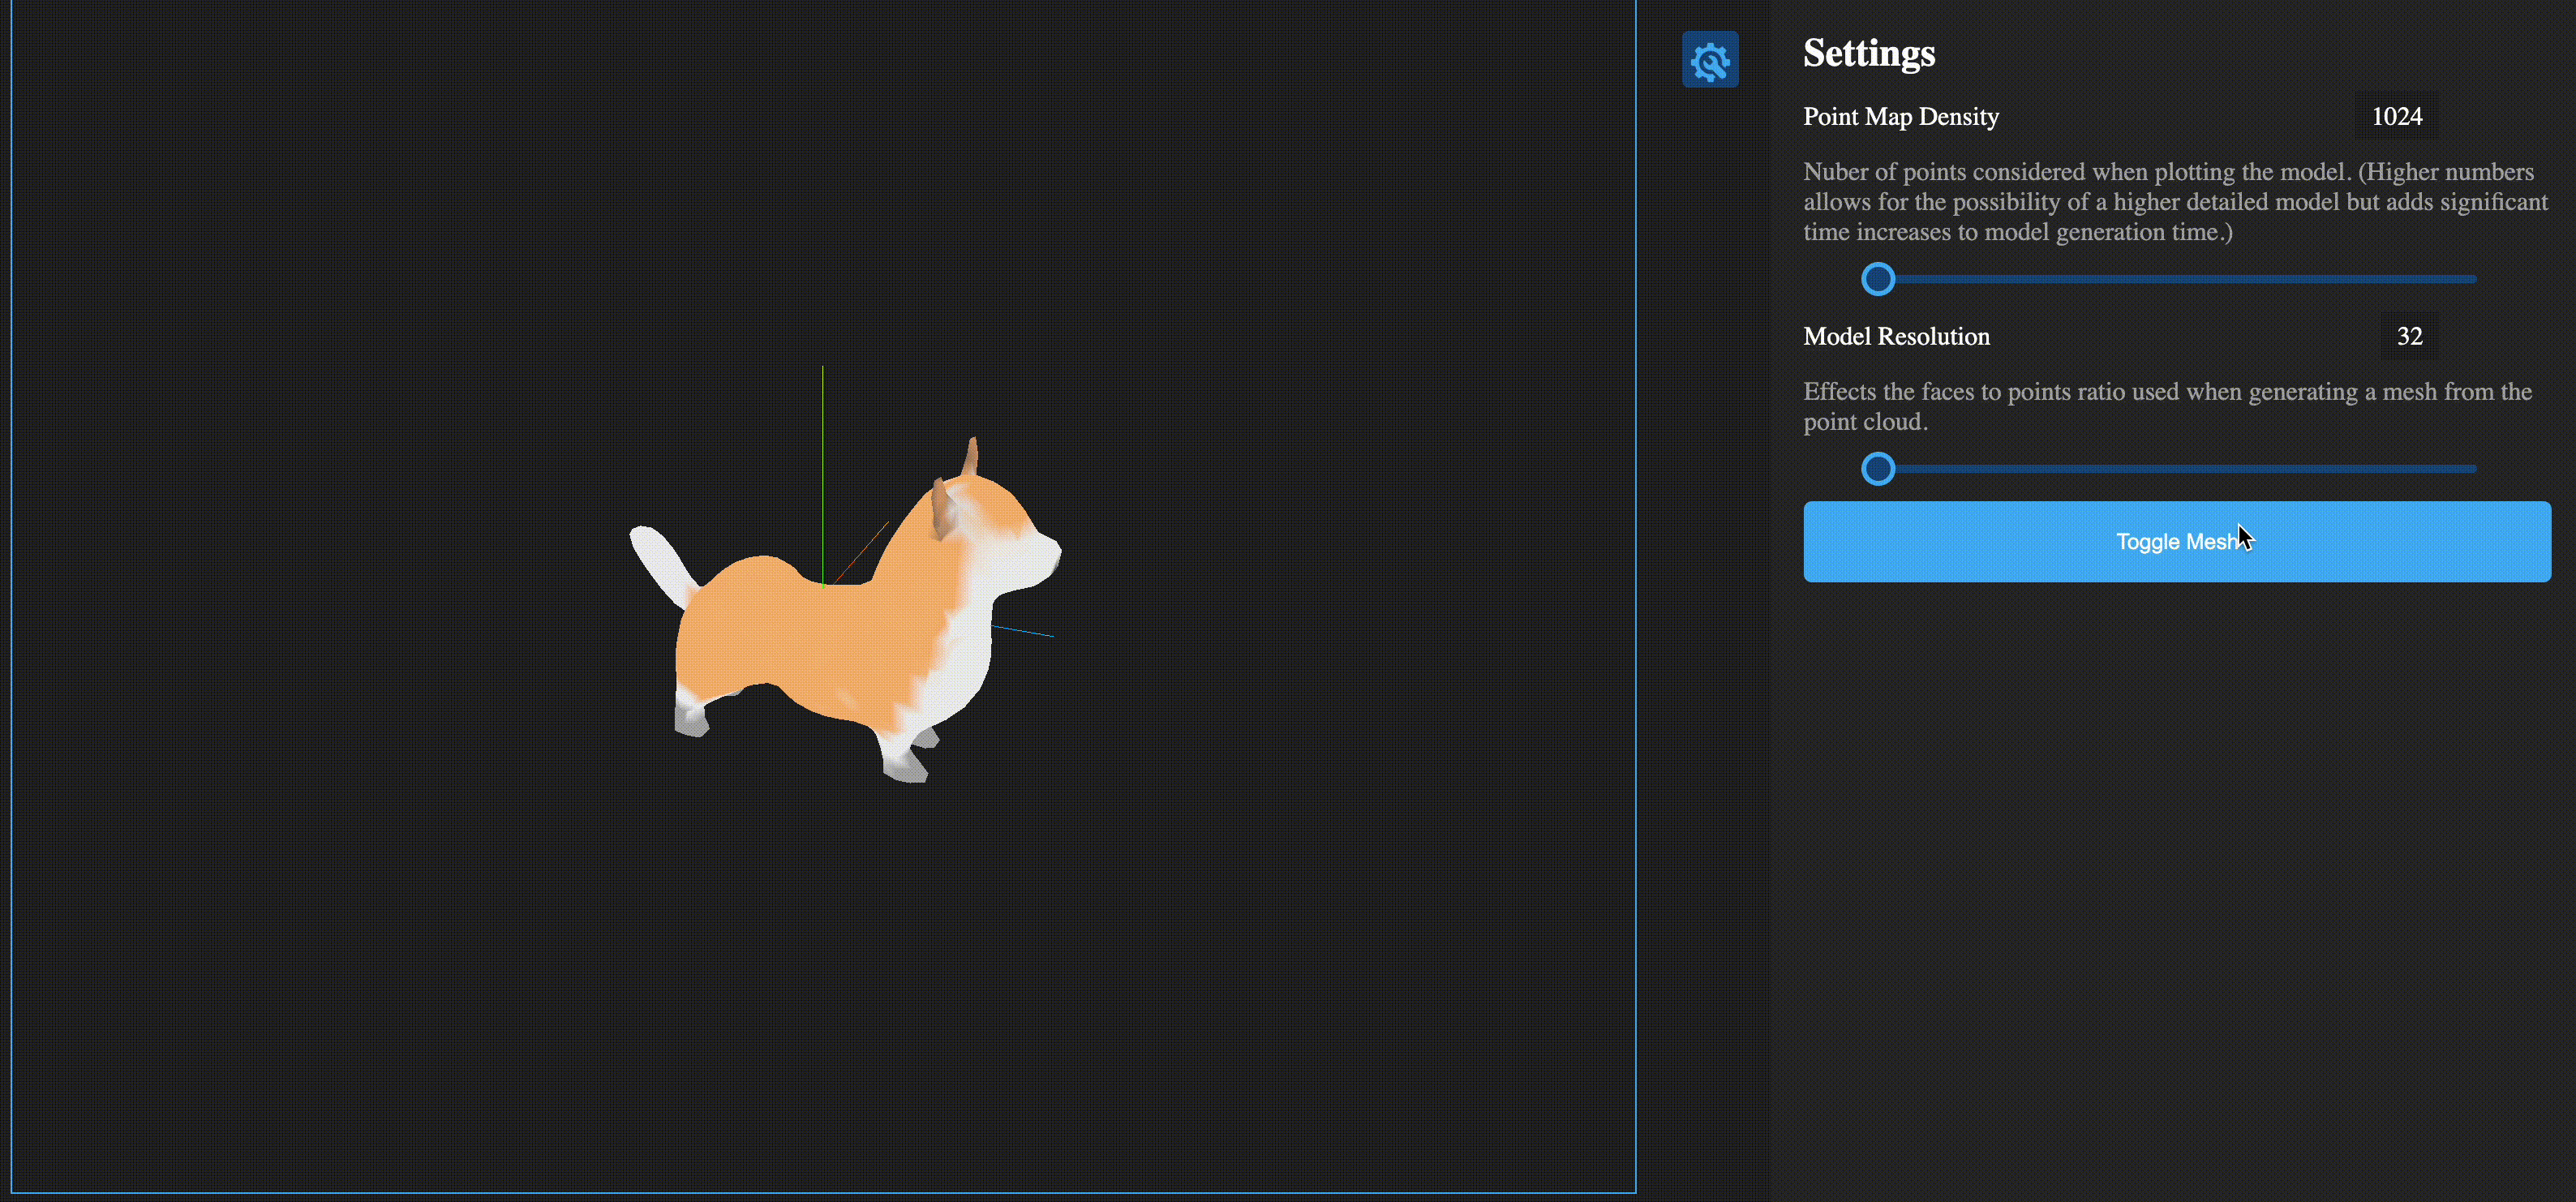 Settings
Point Map Density 1024
Nuber of points considered when plotting the model. (Higher numbers
allows for the possibility of a higher detailed model but adds significant
time increases to model generation time.)
Model Resolution 32
Effects the faces to points ratio used when generating a mesh from the
point cloud.
Toggle Mesh